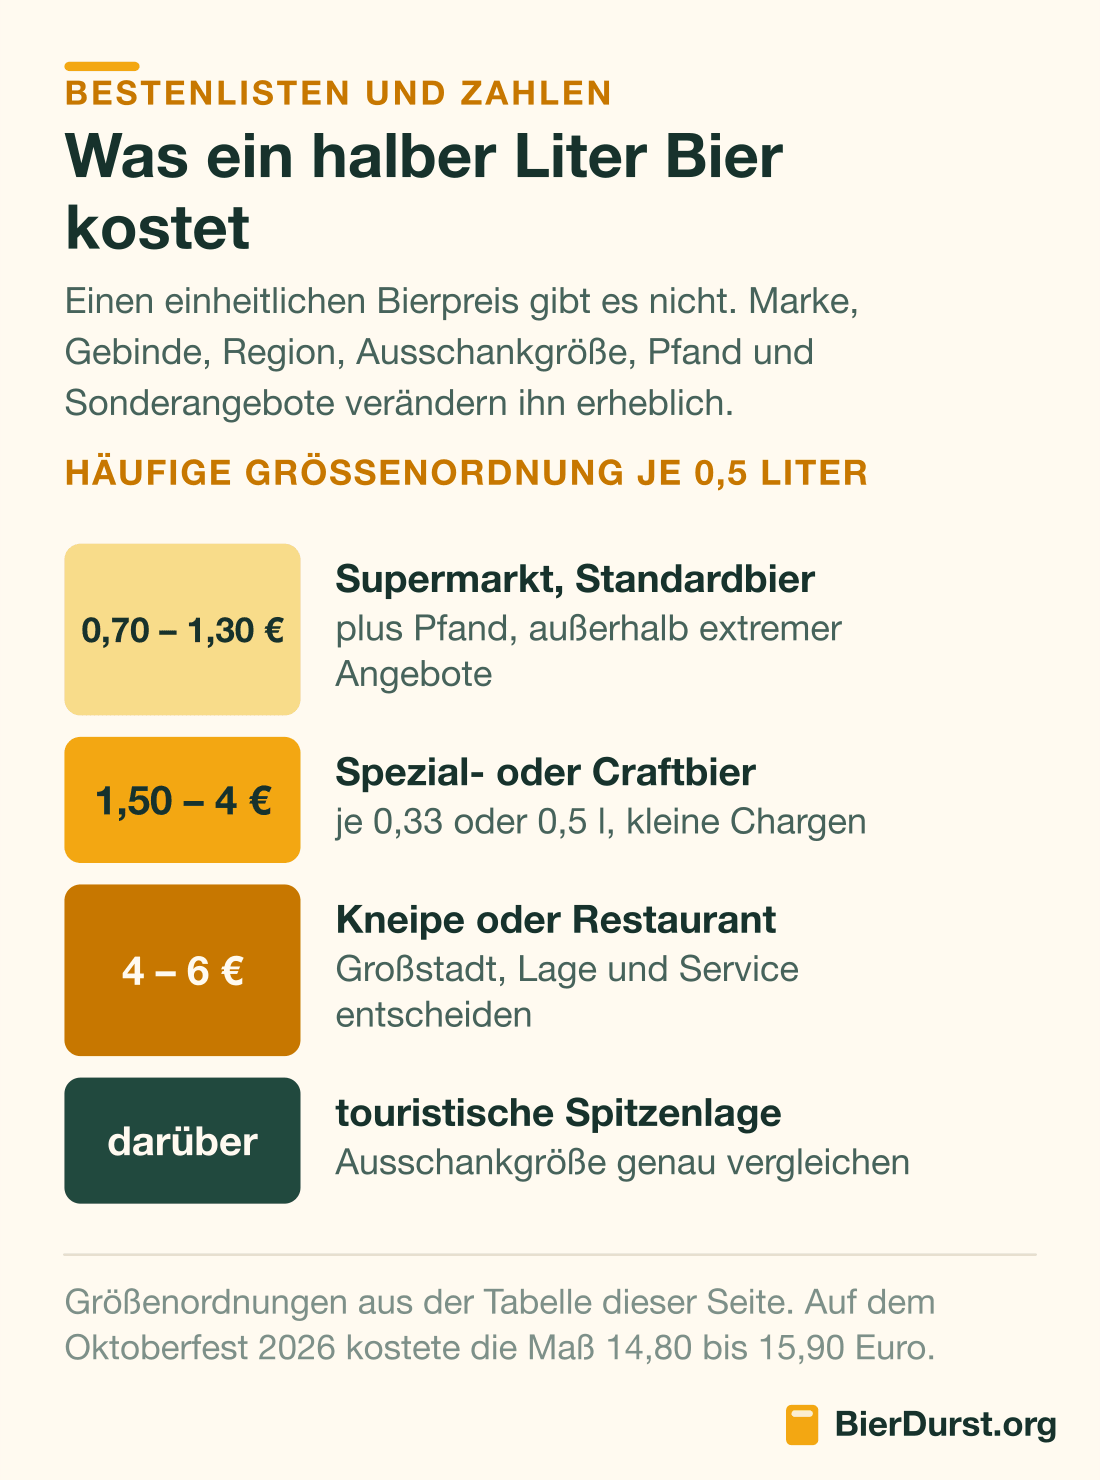 BESTENLISTEN UND ZAHLEN
Was ein halber Liter Bier
kostet
Einen einheitlichen Bierpreis gibt es nicht. Marke,
Gebinde, Region, Ausschankgröße, Pfand und
Sonderangebote verändern ihn erheblich.
HÄUFIGE GRÖSSENORDNUNG JE 0,5 LITER
0,70 – 1,30 €
Supermarkt, Standardbier
plus Pfand, außerhalb extremer
Angebote
1,50 – 4 €
Spezial- oder Craftbier
je 0,33 oder 0,5 l, kleine Chargen
4 – 6 €
Kneipe oder Restaurant
Großstadt, Lage und Service
entscheiden
darüber
touristische Spitzenlage
Ausschankgröße genau vergleichen
Größenordnungen aus der Tabelle dieser Seite. Auf dem
Oktoberfest 2026 kostete die Maß 14,80 bis 15,90 Euro.
BierDurst.org